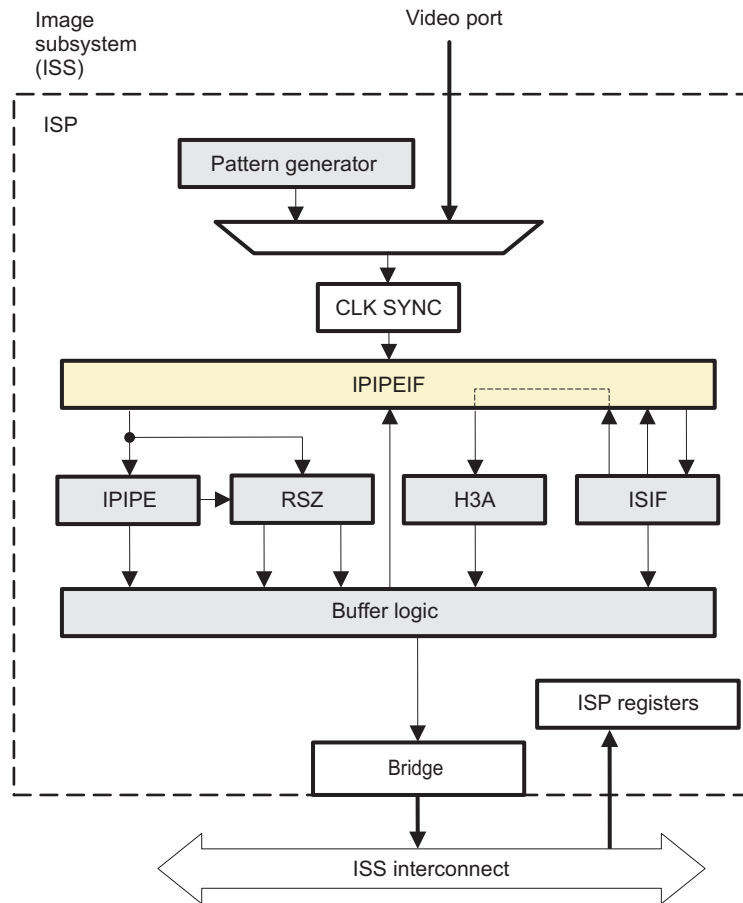 Image
subsystem
(ISS)
Video port
ISP
Pattern generator
CLK SYNC
IPIPEIF
IPIPE
RSZ
H3A
ISIF
Buffer logic
ISP registers
Bridge
ISS interconnect